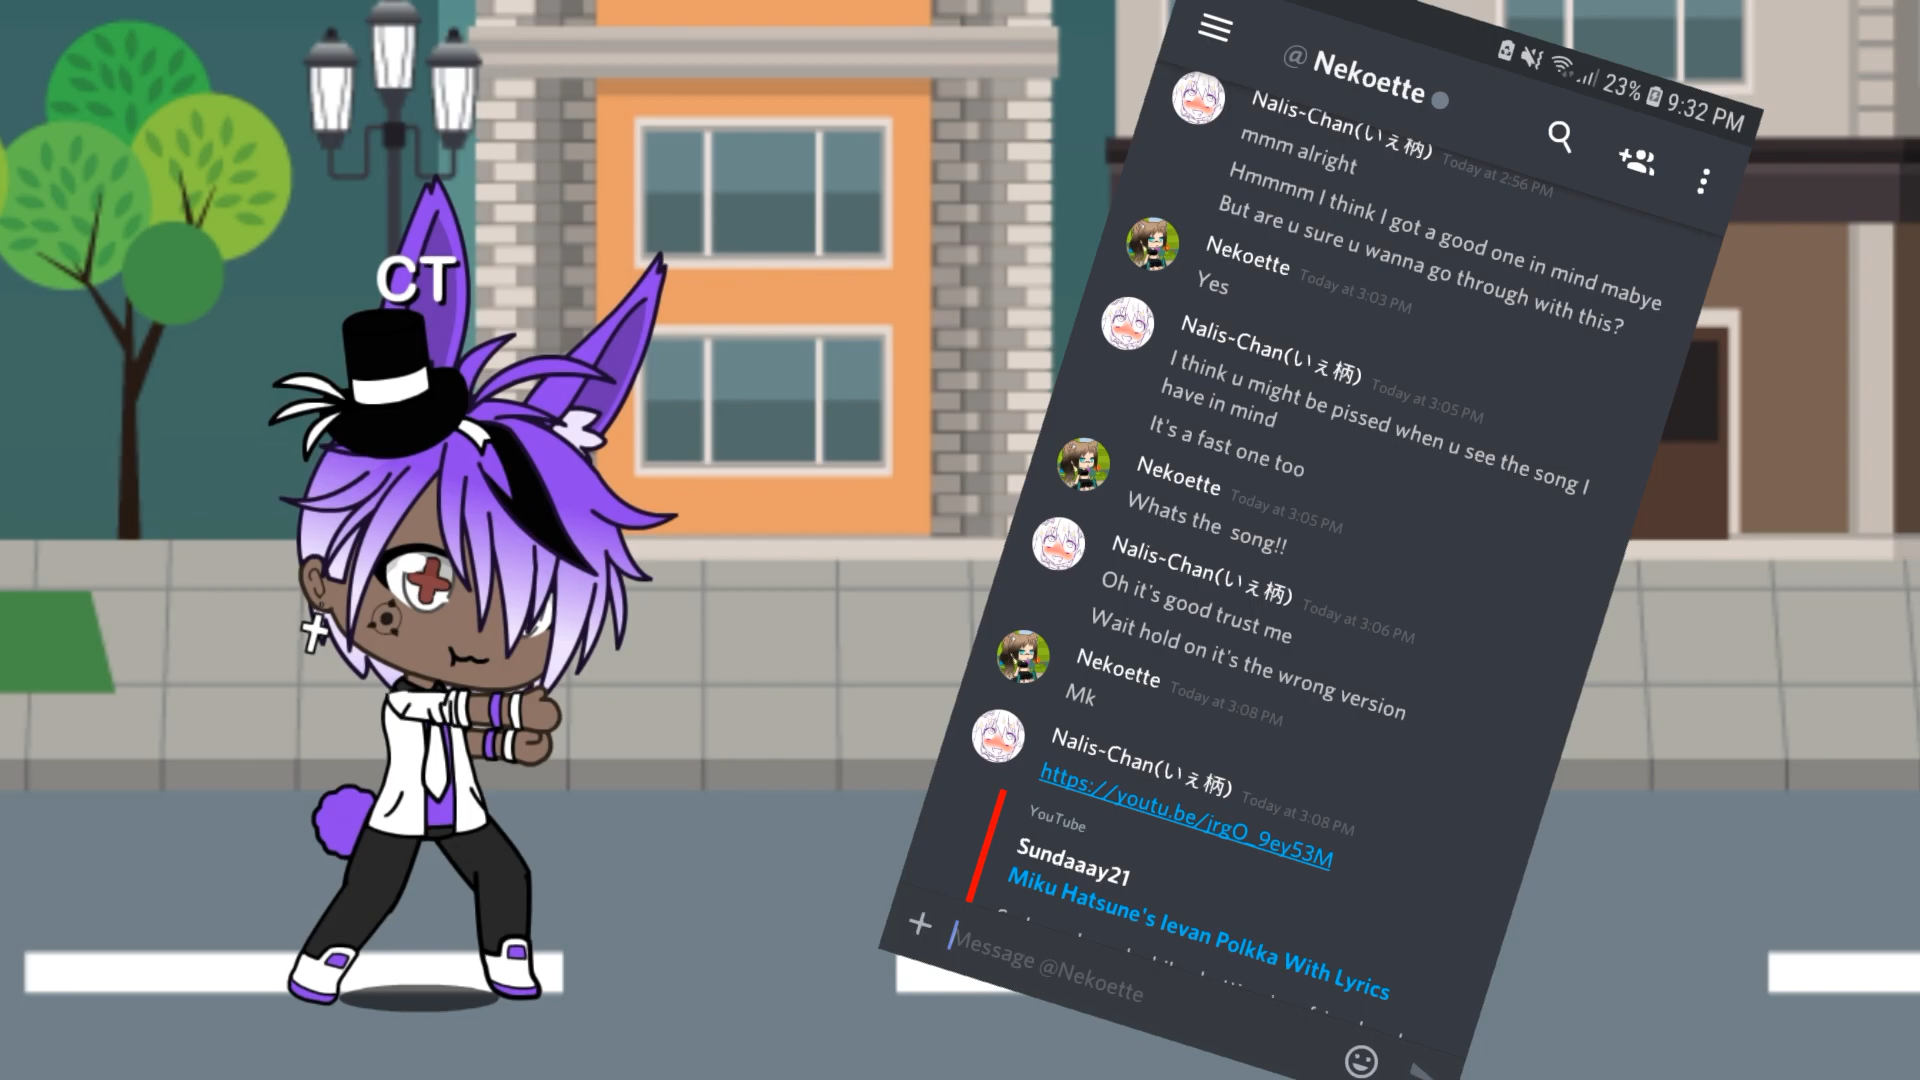 CT
23% 9:32 PM
@ Nekoette
Nalis-Chan(いぇ柄) Today at 2:56 PM
mmm alright
Hmmmm I think I got a good one in mind mabye
But are u sure u wanna go through with this?
Nekoette Today at 3:03 PM
Yes
Nalis-Chan(いぇ柄) Today at 3:05 PM
I think u might be pissed when u see the song I
have in mind
It's a fast one too
Nekoette Today at 3:05 PM
Whats the song!!
Nalis-Chan(いぇ柄) Today at 3:06 PM
Oh it's good trust me
Wait hold on it's the wrong version
Nekoette Today at 3:08 PM
Mk
Nalis-Chan(いぇ柄) Today at 3:08 PM
https://youtu.be/jrgO_9ey53M
YouTube
Sundaaay21
Miku Hatsune's Ievan Polkka With Lyrics
Message @Nekoette